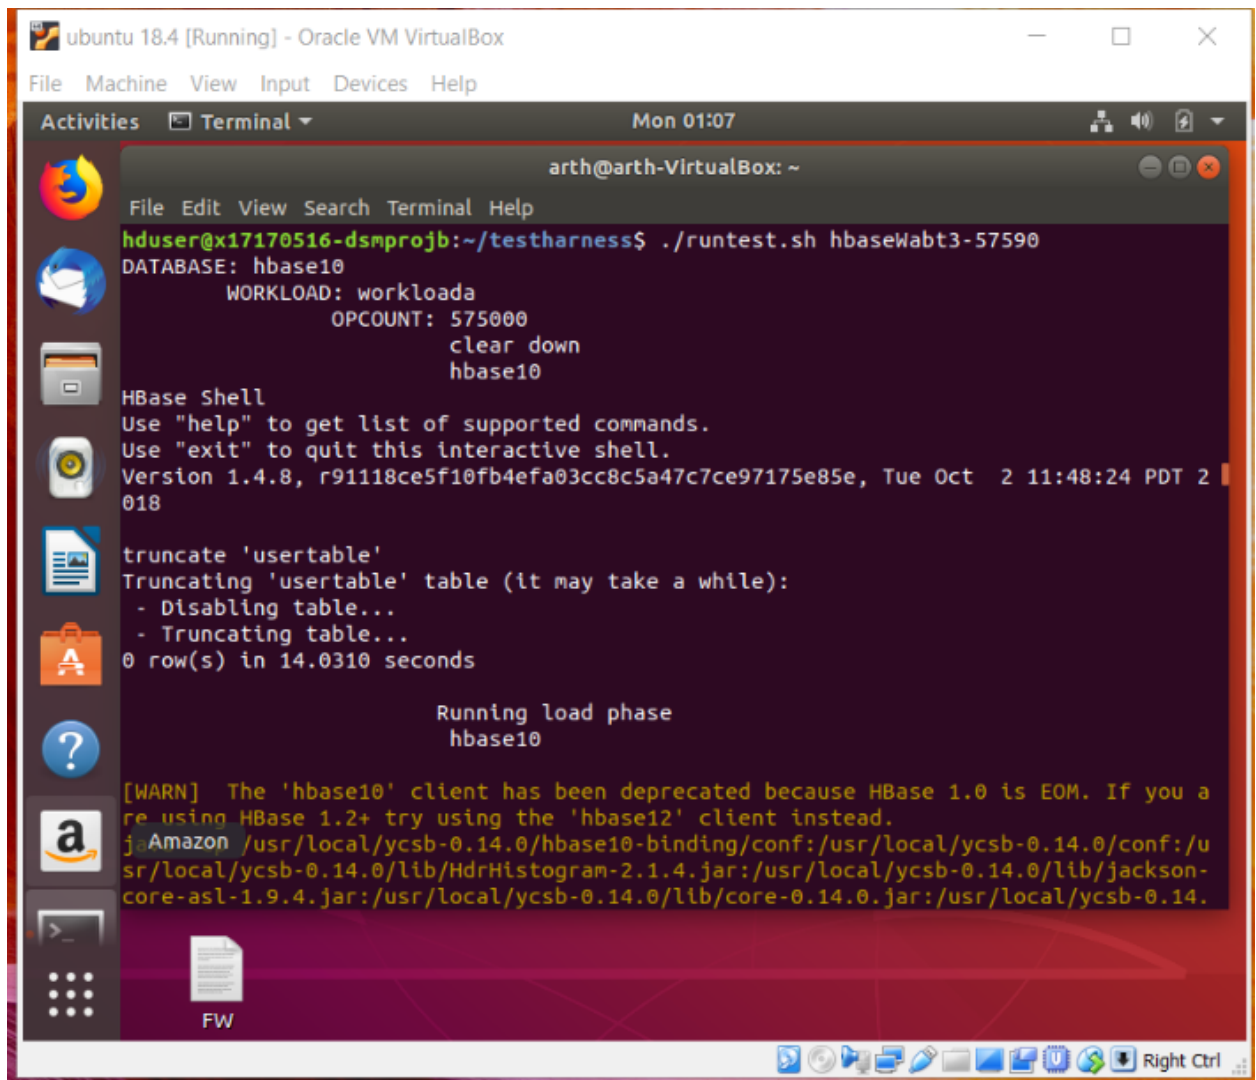 ubuntu 18.4 [Running] - Oracle VM VirtualBox
File Machine View Input Devices Help
Activities Terminal Mon 01:07
arth@arth-VirtualBox: ~
File Edit View Search Terminal Help
hduser@x17170516-dsmprojb:~/testharness$ ./runtest.sh hbaseWabt3-57590
DATABASE: hbase10
WORKLOAD: workloada
OPCOUNT: 575000
clear down
hbase10
HBase Shell
Use "help" to get list of supported commands.
Use "exit" to quit this interactive shell.
Version 1.4.8, r91118ce5f10fb4efa03cc8c5a47c7ce97175e85e, Tue Oct  2 11:48:24 PDT 2
018
truncate 'usertable'
Truncating 'usertable' table (it may take a while):
- Disabling table...
- Truncating table...
0 row(s) in 14.0310 seconds
Running load phase
hbase10
[WARN]  The 'hbase10' client has been deprecated because HBase 1.0 is EOM. If you a
re using HBase 1.2+ try using the 'hbase12' client instead.
Amazon /usr/local/ycsb-0.14.0/hbase10-binding/conf:/usr/local/ycsb-0.14.0/conf:/u
sr/local/ycsb-0.14.0/lib/HdrHistogram-2.1.4.jar:/usr/local/ycsb-0.14.0/lib/jackson-
core-asl-1.9.4.jar:/usr/local/ycsb-0.14.0/lib/core-0.14.0.jar:/usr/local/ycsb-0.14.
FW
Right Ctrl